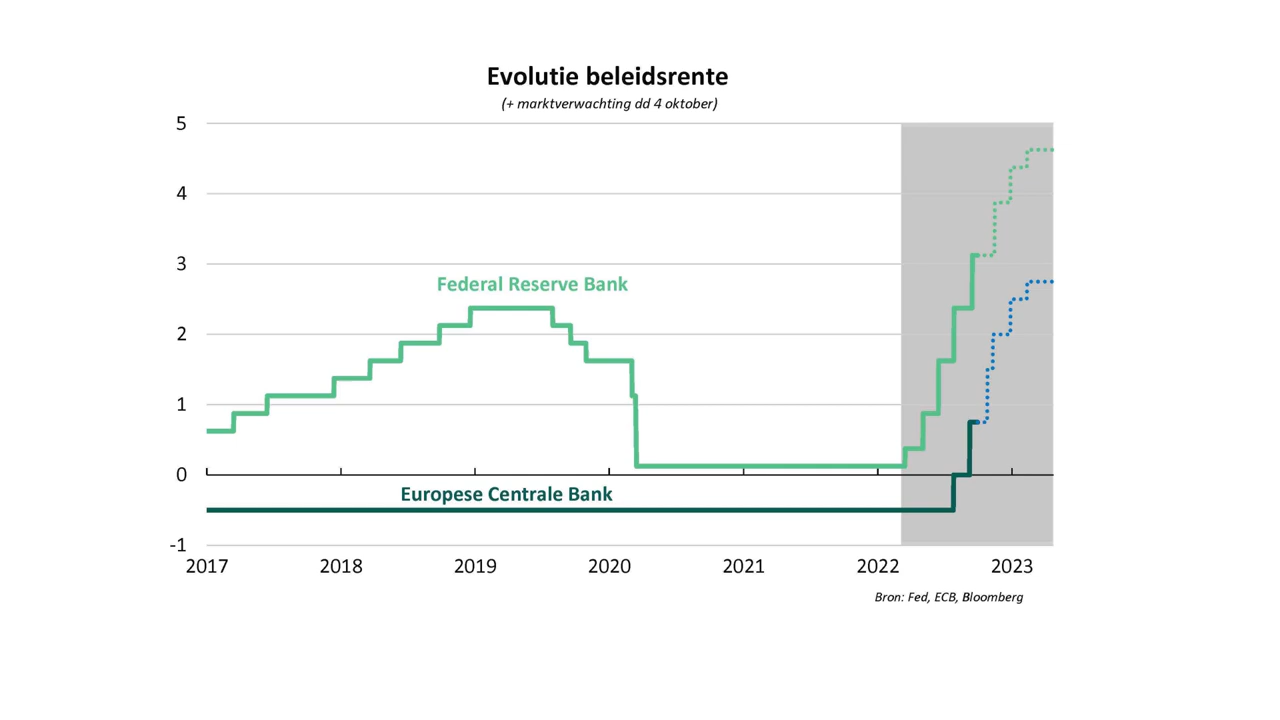 Evolutie beleidsrente
(+ marktverwachting dd 4 oktober)
5
4
3
Federal Reserve Bank
2
1
0
Europese Centrale Bank
-1
2017 2018 2019 2020 2021 2022 2023
Bron: Fed, ECB, Bloomberg